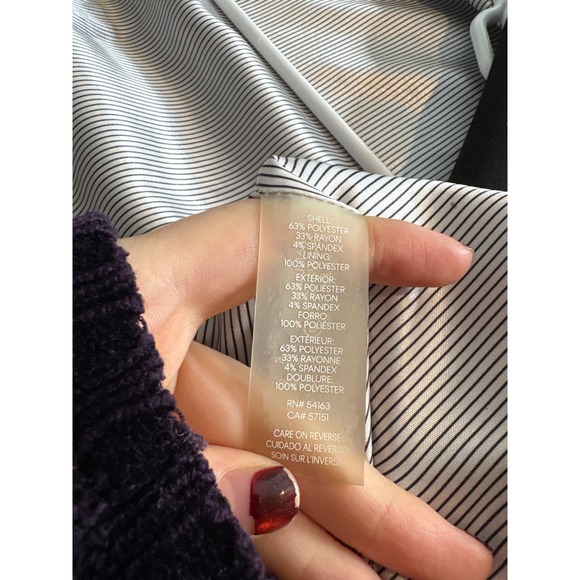 SHELL:
63% POLYESTER
33% RAYON
4% SPANDEX
LINING:
100% POLYESTER
EXTERIOR:
63% POLIÉSTER
33% RAYON
4% SPANDEX
FORRO:
100% POLIÉSTER
EXTÉRIEUR:
63% POLYESTER
33% RAYONNE
4% SPANDEX
DOUBLURE:
100% POLYESTER
RN# 54163
CA# 57151
CARE ON REVERSE
CUIDADO AL REVERSO
SOIN SUR L'INVERSE